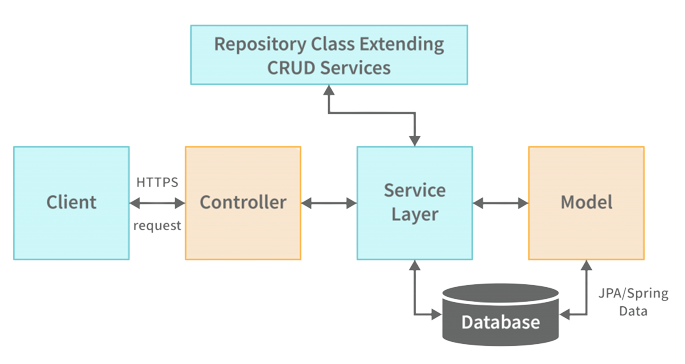 Repository Class Extending
CRUD Services
Client
HTTPS
request
Controller
Service
Layer
Model
Database
JPA/Spring
Data